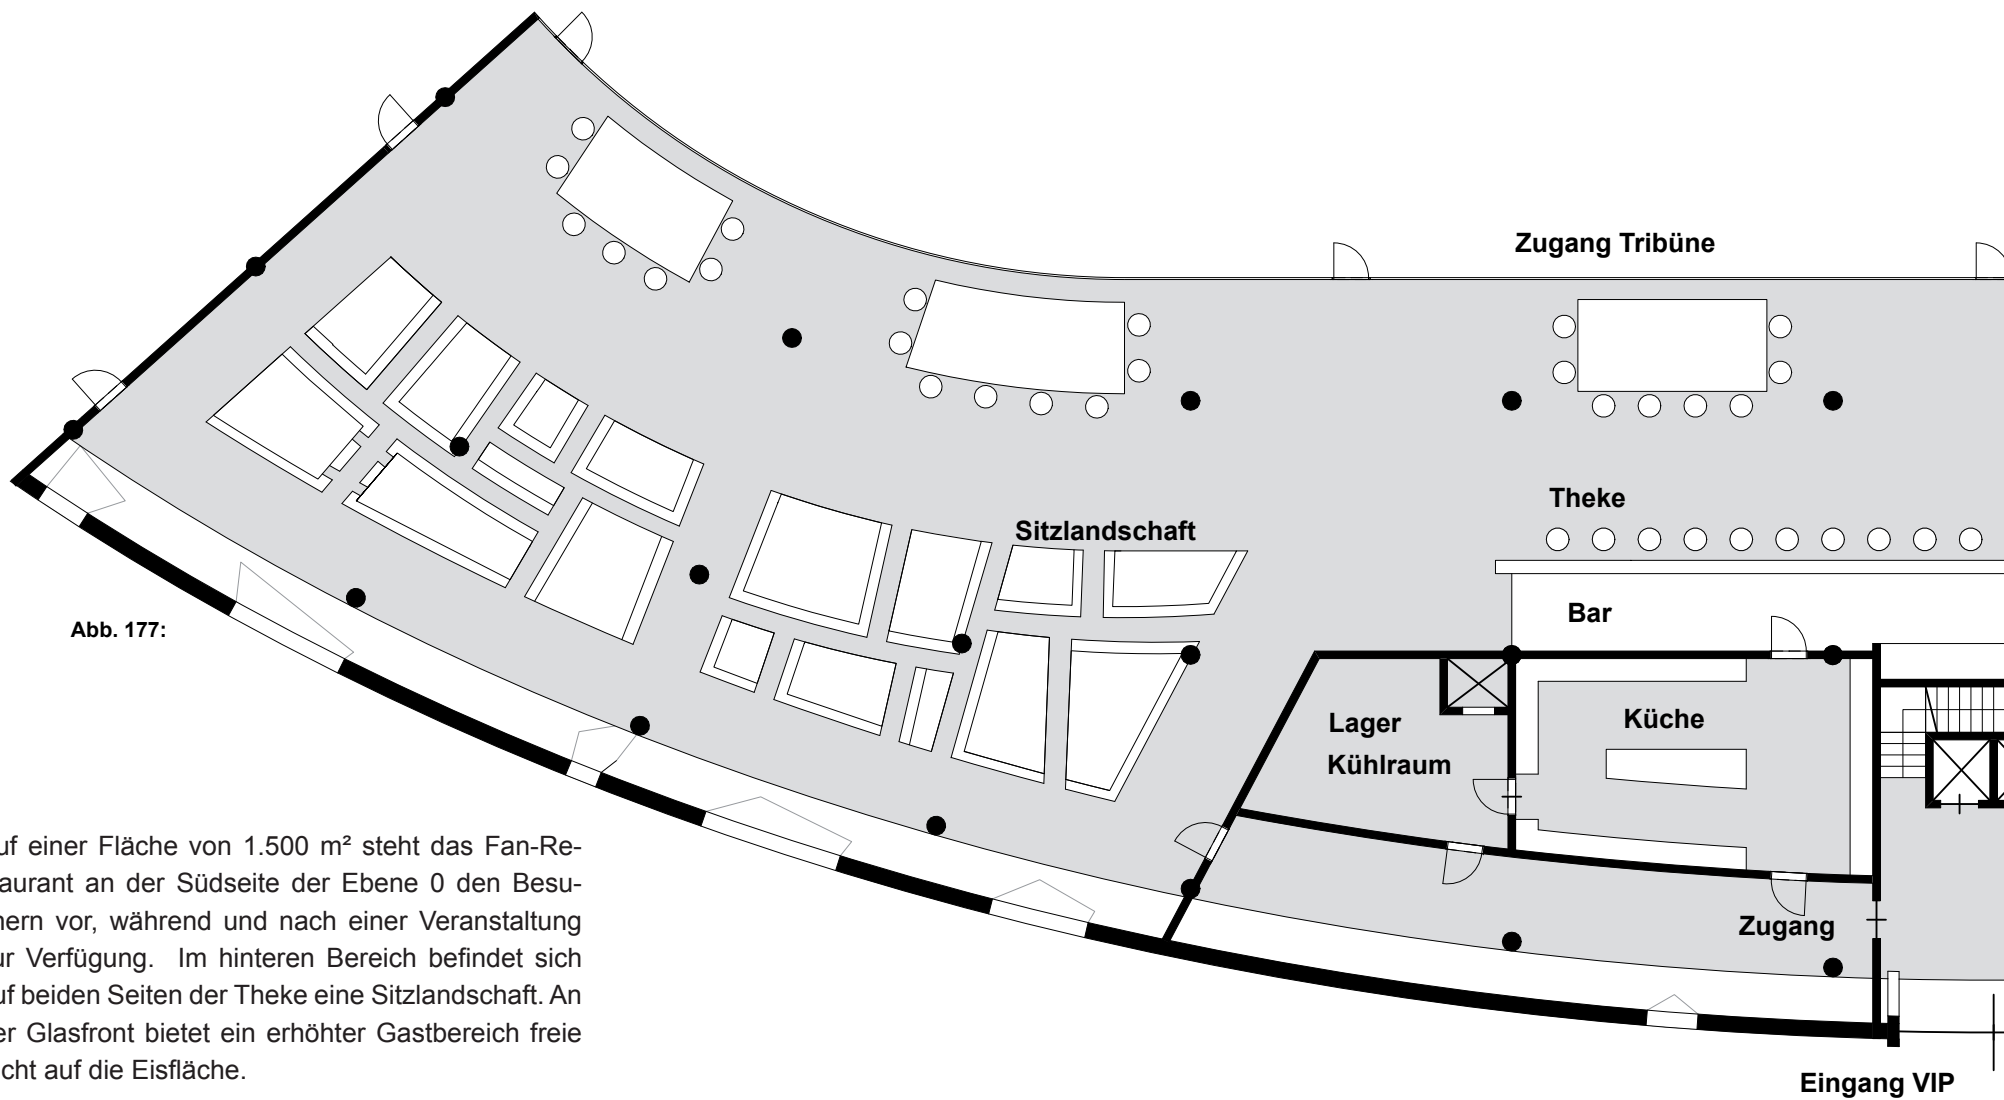 Zugang Tribüne
Theke
Sitzlandschaft
Bar
Abb. 177:
Lager
Kühlraum
Küche
Zugang
Eingang VIP
uf einer Fläche von 1.500 m² steht das Fan-Re-
aurant an der Südseite der Ebene 0 den Besu-
hern vor, während und nach einer Veranstaltung
ur Verfügung. Im hinteren Bereich befindet sich
uf beiden Seiten der Theke eine Sitzlandschaft. An
er Glasfront bietet ein erhöhter Gastbereich freie
icht auf die Eisfläche.